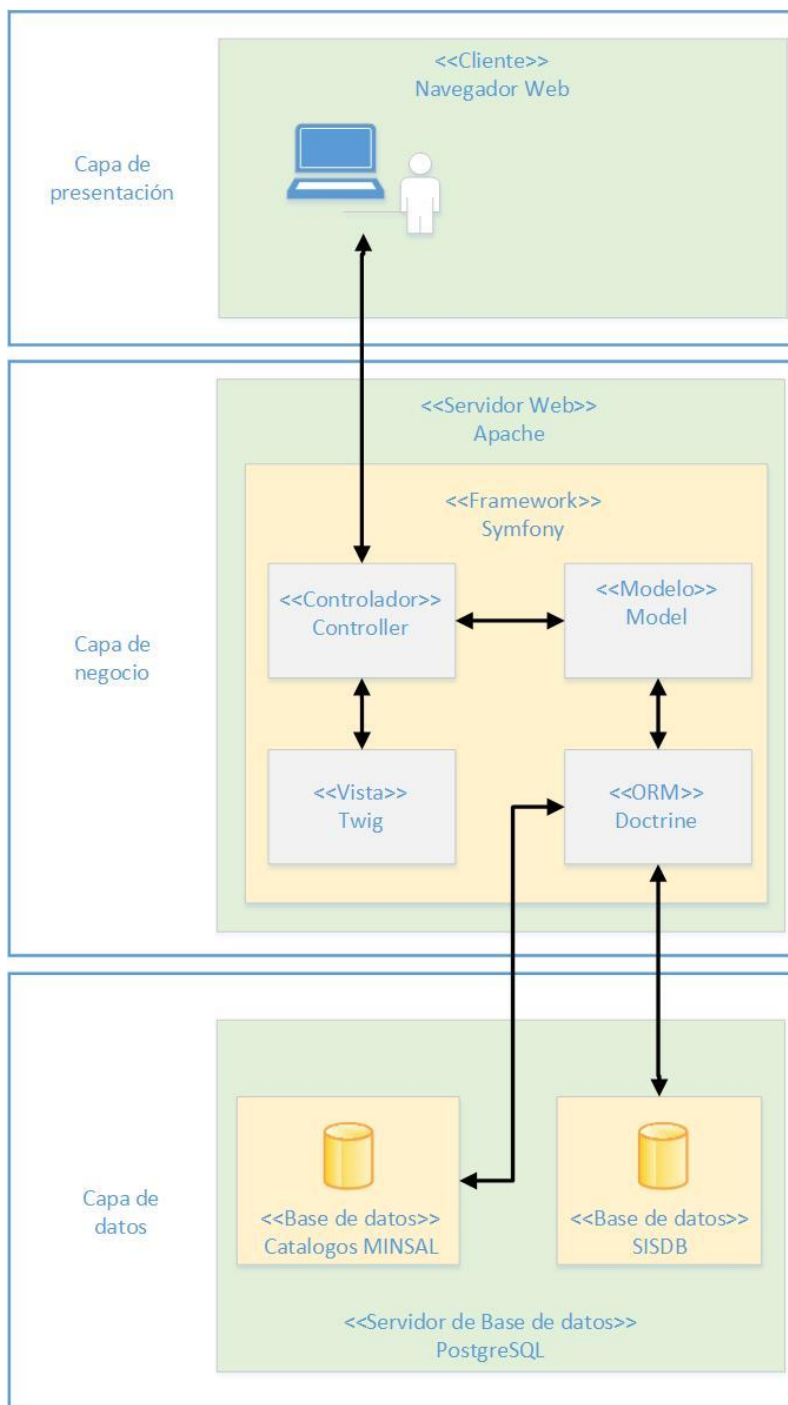 <<Cliente>>
Navegador Web
Capa de
presentación
<<Servidor Web>>
Apache
<<Framework>>
Symfony
<<Controlador>>
Controller
<<Modelo>>
Model
Capa de
negocio
<<Vista>>
Twig
<<ORM>>
Doctrine
Capa de
datos
<<Base de datos>>
Catalogos MINSAL
<<Base de datos>>
SISDB
<<Servidor de Base de datos>>
PostgreSQL